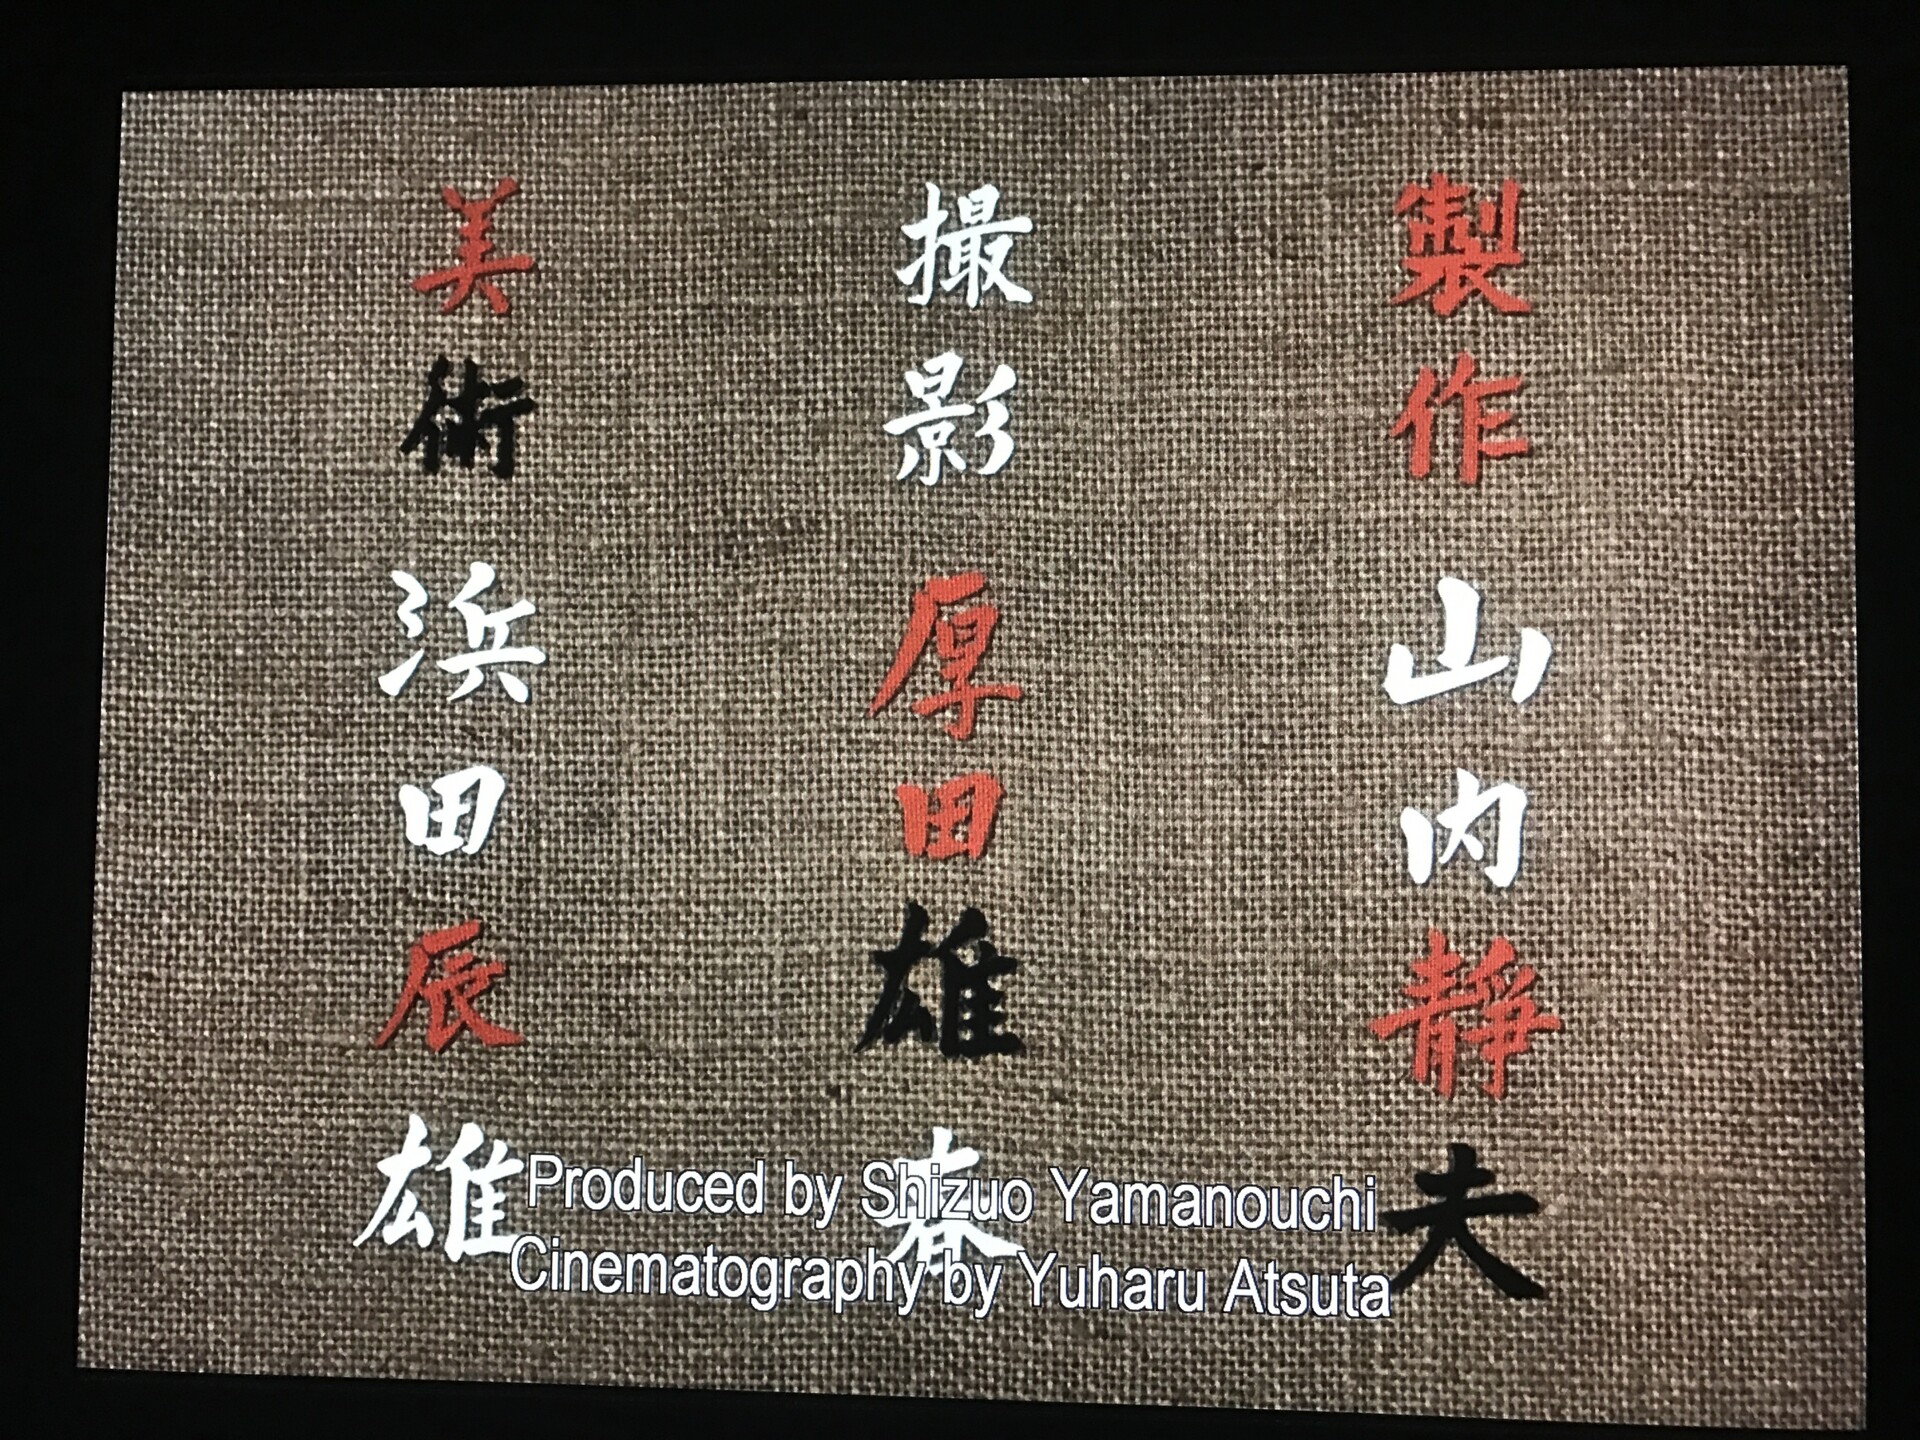 製作 山内靜夫
撮影 厚田雄春
美術 浜田辰雄
Produced by Shizuo Yamanouchi
Cinematography by Yuharu Atsuta